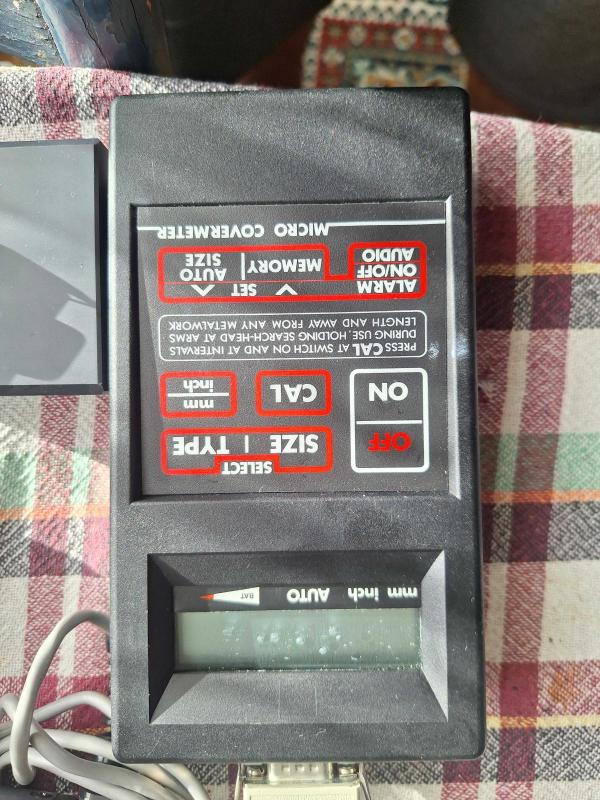 mm inch AUTO BAT
OFF
ON
SELECT
SIZE | TYPE
CAL
mm
inch
PRESS CAL AT SWITCH ON AND AT INTERVALS
DURING USE, HOLDING SEARCH-HEAD AT ARMS
LENGTH AND AWAY FROM ANY METALWORK
ALARM
ON/OFF
AUDIO
SET
MEMORY
AUTO
SIZE
MICRO COVERMETER